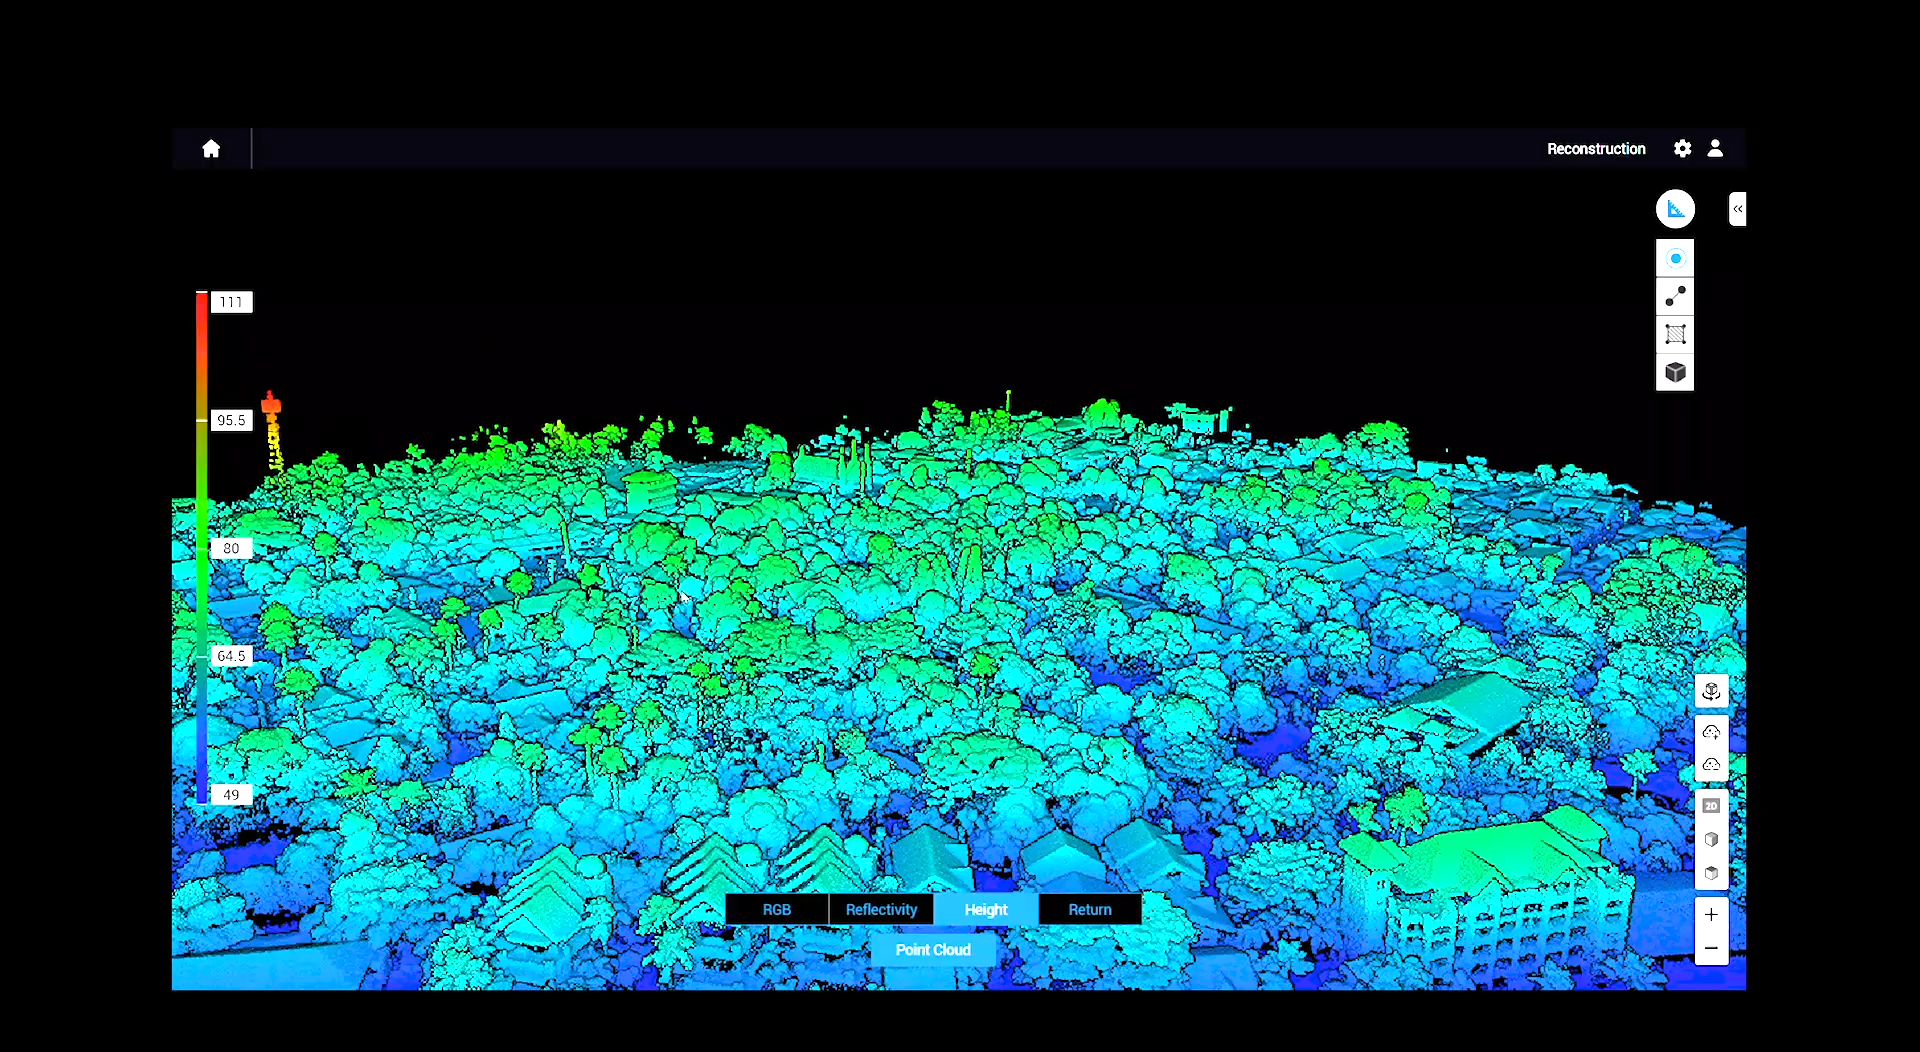 Reconstruction
111
95.5
80
64.5
49
2D
RGB Reflectivity Height Return
Point Cloud